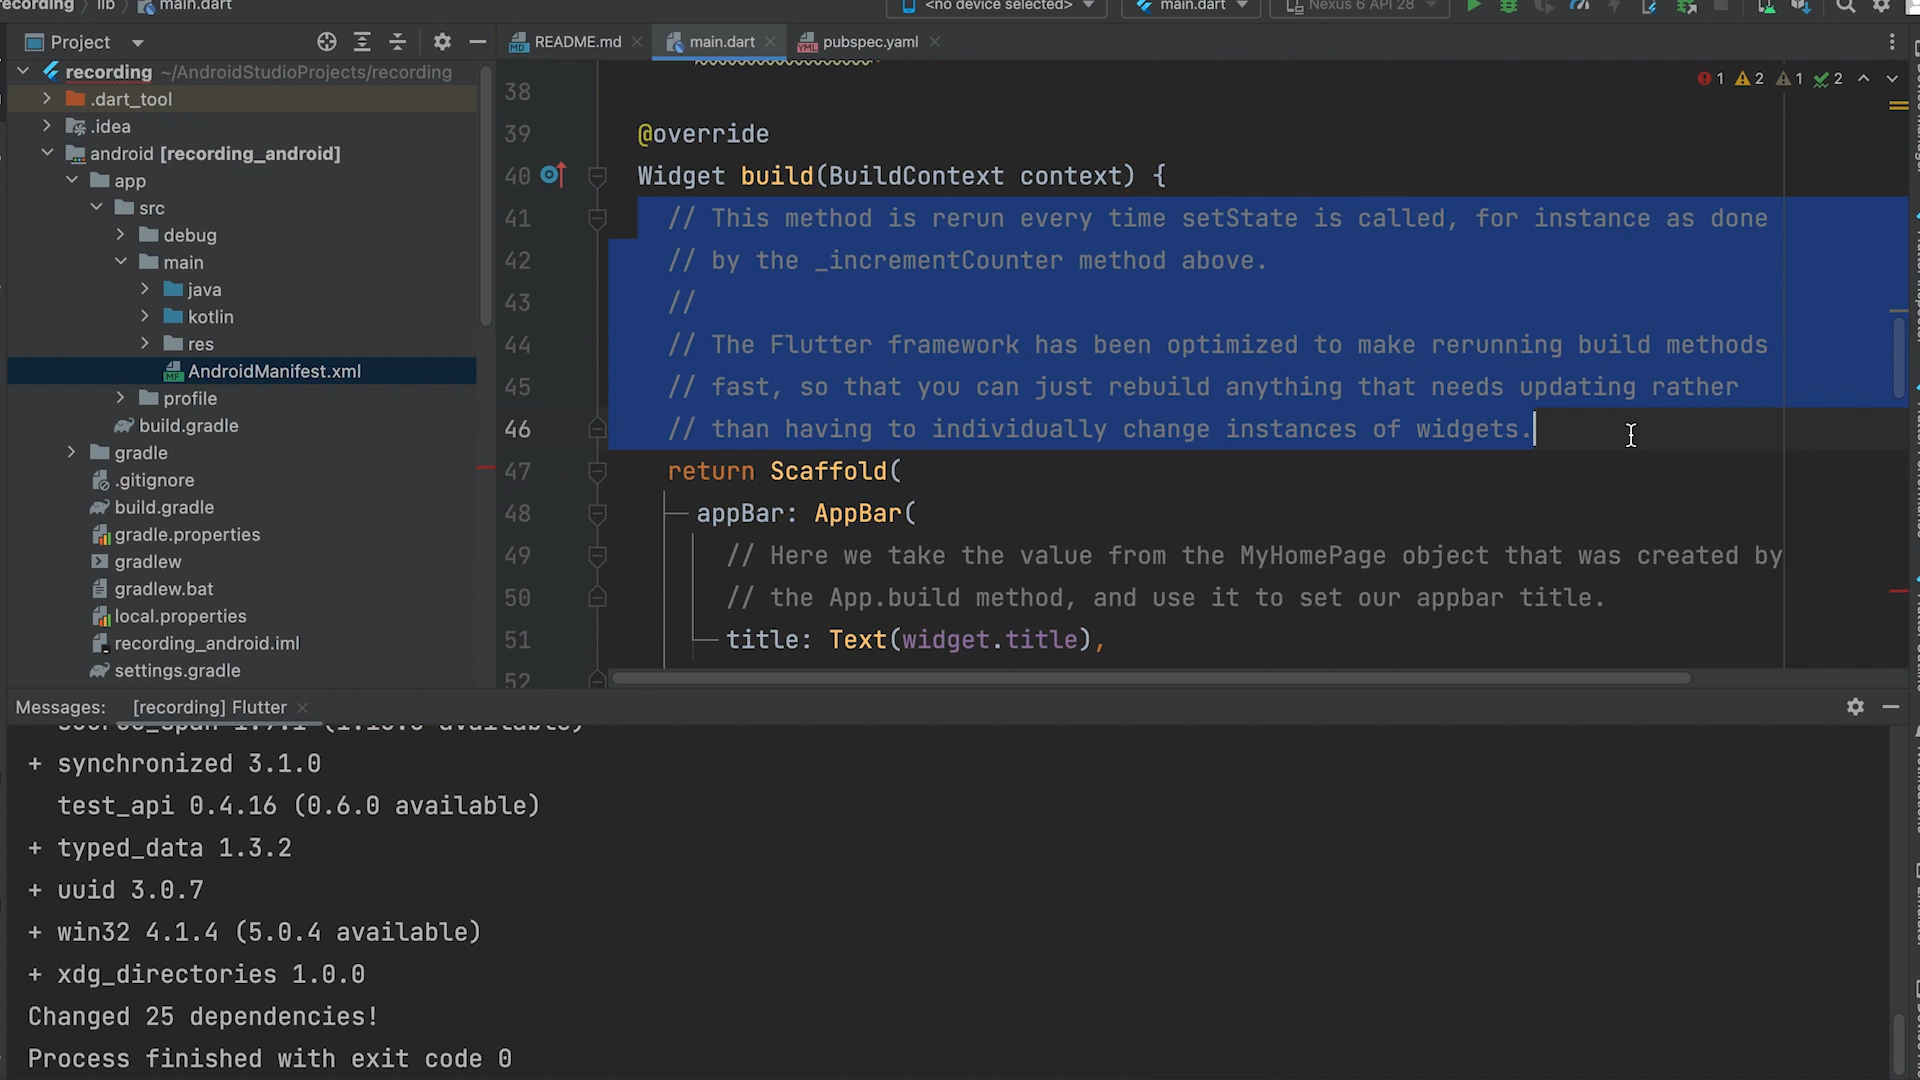 recording lib main.dart
<no device selected> main.dart Nexus 6 API 28
Project
README.md main.dart pubspec.yaml
recording ~/AndroidStudioProjects/recording
.dart_tool
.idea
android [recording_android]
app
src
debug
main
java
kotlin
res
AndroidManifest.xml
profile
build.gradle
gradle
.gitignore
build.gradle
gradle.properties
gradlew
gradlew.bat
local.properties
recording_android.iml
settings.gradle
1 2 1 2
38
39 @override
40 Widget build(BuildContext context) {
41 // This method is rerun every time setState is called, for instance as done
42 // by the _incrementCounter method above.
43 //
44 // The Flutter framework has been optimized to make rerunning build methods
45 // fast, so that you can just rebuild anything that needs updating rather
46 // than having to individually change instances of widgets.
47 return Scaffold(
48 appBar: AppBar(
49 // Here we take the value from the MyHomePage object that was created by
50 // the App.build method, and use it to set our appbar title.
51 title: Text(widget.title),
52
Messages: [recording] Flutter
+ synchronized 3.1.0
test_api 0.4.16 (0.6.0 available)
+ typed_data 1.3.2
+ uuid 3.0.7
+ win32 4.1.4 (5.0.4 available)
+ xdg_directories 1.0.0
Changed 25 dependencies!
Process finished with exit code 0